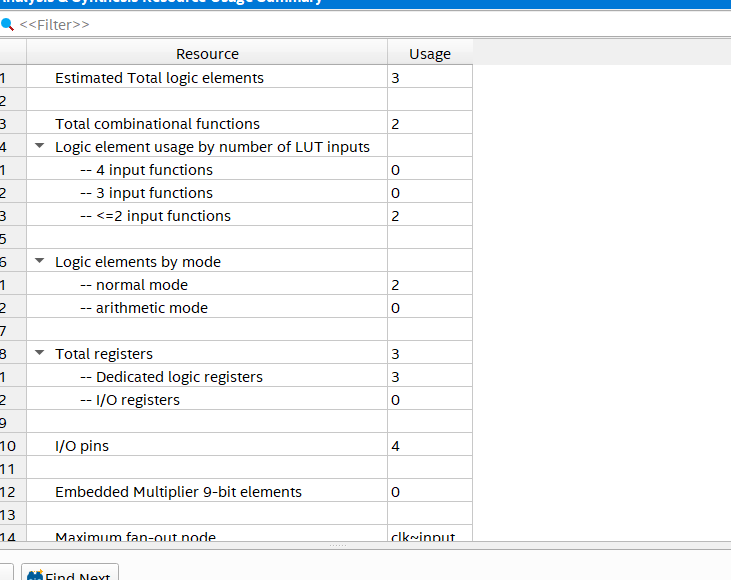 Analysis & Synthesis Resource Usage Summary
<<Filter>>
Resource Usage
1 Estimated Total logic elements 3
2
3 Total combinational functions 2
4 Logic element usage by number of LUT inputs
1 -- 4 input functions 0
2 -- 3 input functions 0
3 -- <=2 input functions 2
5
6 Logic elements by mode
1 -- normal mode 2
2 -- arithmetic mode 0
7
8 Total registers 3
1 -- Dedicated logic registers 3
2 -- I/O registers 0
9
10 I/O pins 4
11
12 Embedded Multiplier 9-bit elements 0
13
14 Maximum fan-out node clk~input
Find Next